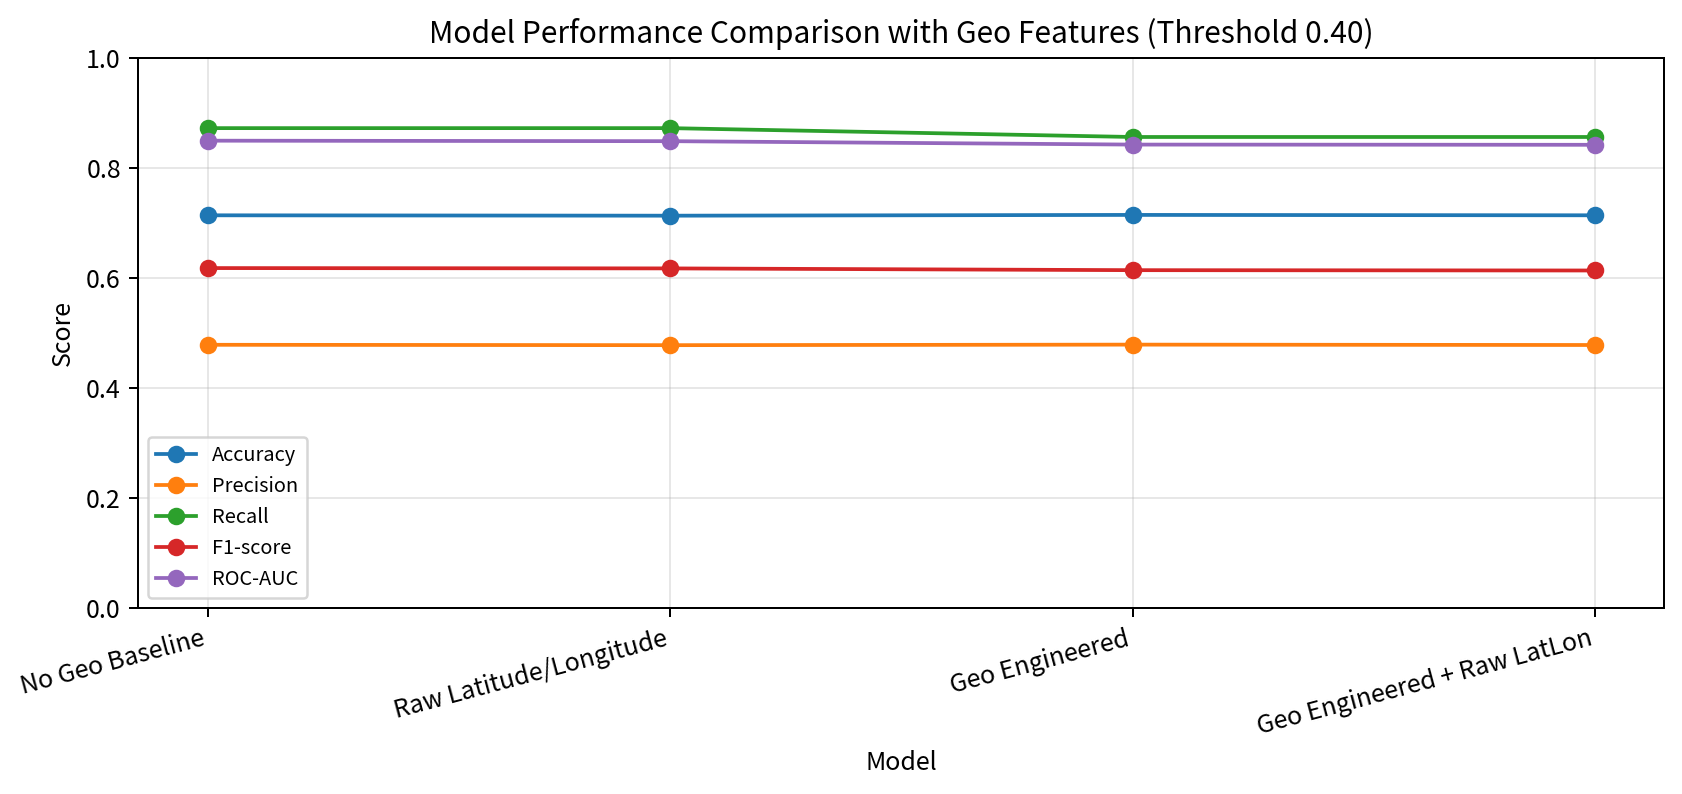 Model Performance Comparison with Geo Features (Threshold 0.40)
1.0
0.8
0.6
0.4
0.2
0.0
Score
Accuracy
Precision
Recall
F1-score
ROC-AUC
No Geo Baseline
Raw Latitude/Longitude
Geo Engineered
Geo Engineered + Raw LatLon
Model